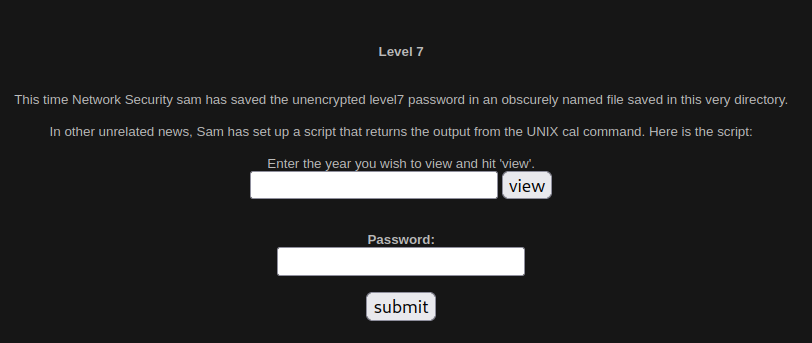 Level 7
This time Network Security sam has saved the unencrypted level7 password in an obscurely named file saved in this very directory.
In other unrelated news, Sam has set up a script that returns the output from the UNIX cal command. Here is the script:
Enter the year you wish to view and hit 'view'.
view
Password:
submit